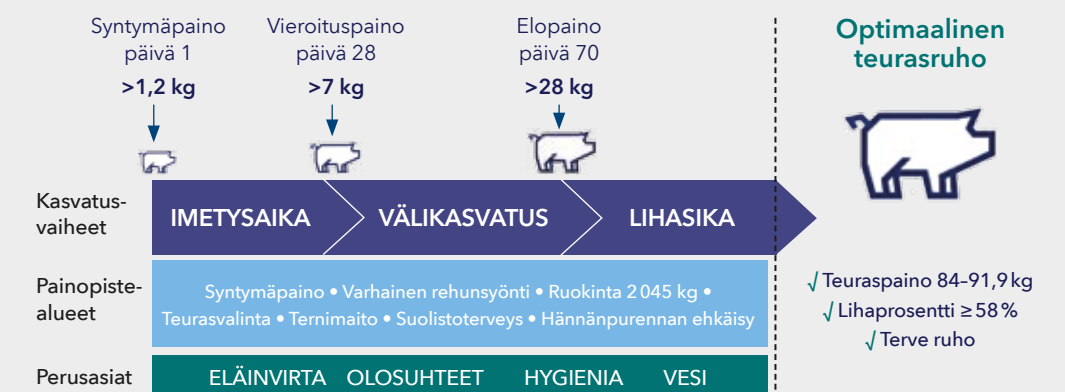 Syntymäpaino
päivä 1
>1,2 kg
Vieroituspaino
päivä 28
>7 kg
Elopaino
päivä 70
>28 kg
Optimaalinen
teurasruho
Kasvatus-
vaiheet
IMETYSAIKA
VÄLIKASVATUS
LIHASIKA
Painopiste-
alueet
Syntymäpaino • Varhainen rehunsyönti • Ruokinta 2 045 kg •
Teurasvalinta • Ternimaito • Suolistoterveys • Hännänpurennan ehkäisy
√ Teuraspaino 84–91,9 kg
√ Lihaprosentti ≥ 58 %
√ Terve ruho
Perusasiat
ELÄINVIRTA OLOSUHTEET HYGIENIA VESI